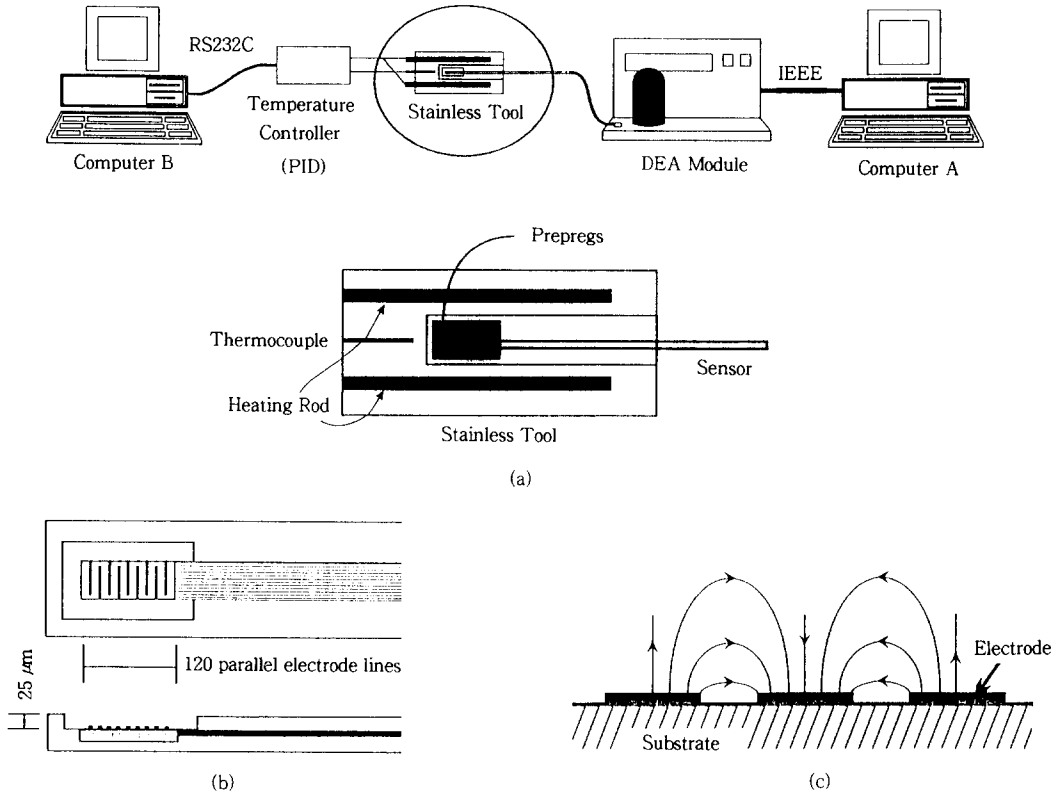 RS232C
IEEE
Temperature
Controller
(PID)
Stainless Tool
Computer B
DEA Module
Computer A
Prepregs
Thermocouple
Sensor
Heating Rod
Stainless Tool
(a)
120 parallel electrode lines
25 μm
(b)
Electrode
Substrate
(c)